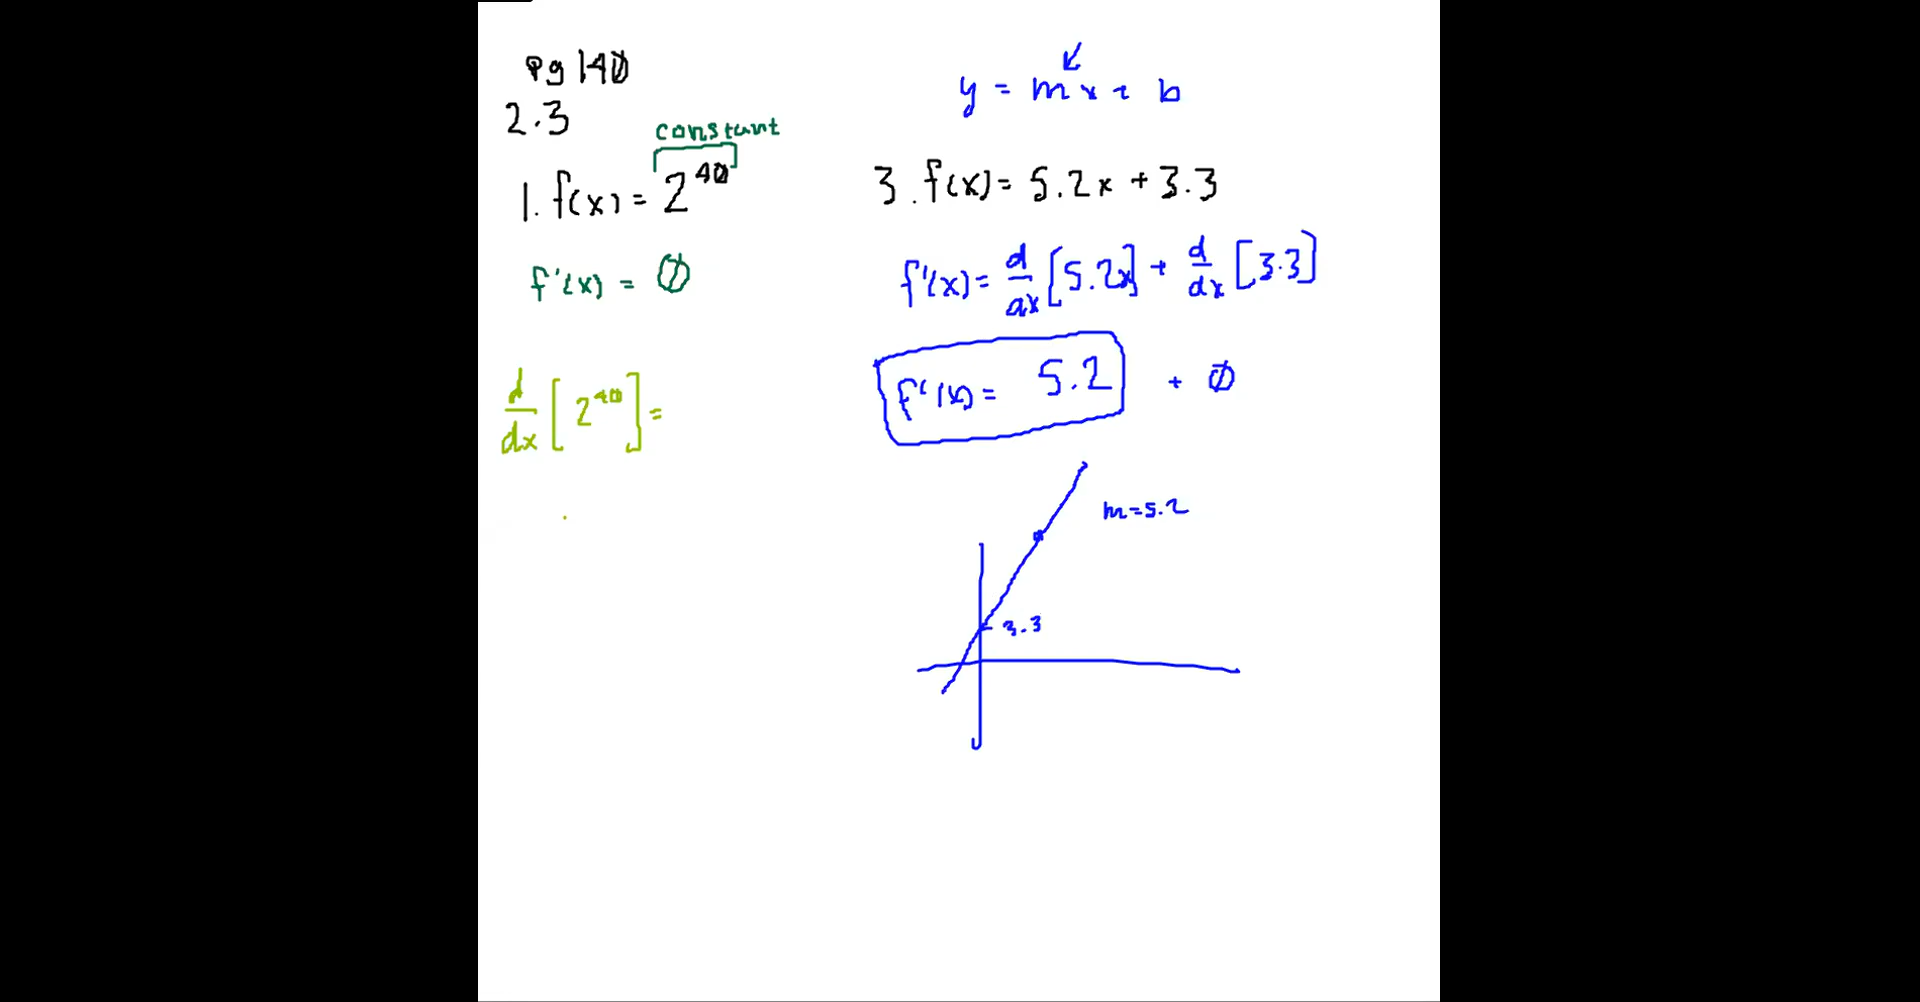 pg 140
2.3
constant
1. f(x) = 2^40
f'(x) = 0
d/dx [2^40] =
y = mx + b
3. f(x) = 5.2x + 3.3
f'(x) = d/dx [5.2x] + d/dx [3.3]
f'(x) = 5.2 + 0
m = 5.2
3.3